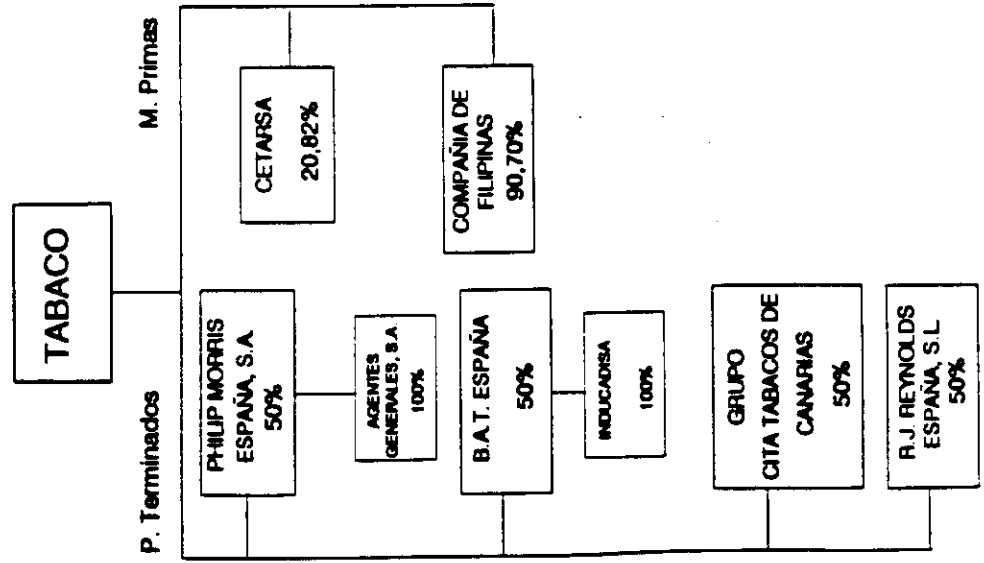 TABACO
P. Terminados
M. Primas
PHILIP MORRIS
ESPAÑA, S.A.
50%
AGENTES
GENERALES, S.A
100%
B.A.T. ESPAÑA
50%
INDUCADISA
100%
GRUPO
CITA TABACOS DE
CANARIAS
50%
R.J. REYNOLDS
ESPAÑA, S.L
50%
CETARSA
20,82%
COMPAÑIA DE
FILIPINAS
90,70%